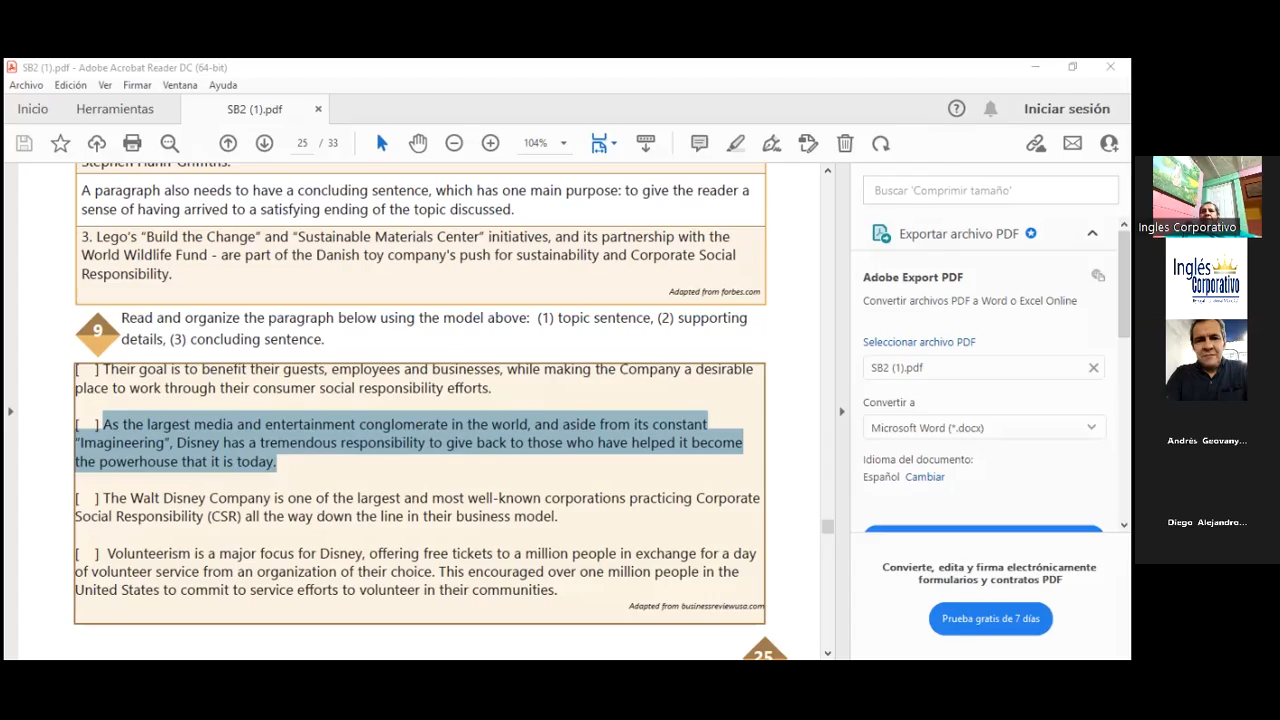 SB2 (1).pdf - Adobe Acrobat Reader DC (64-bit)
Archivo Edición Ver Firmar Ventana Ayuda
Inicio Herramientas SB2 (1).pdf × Iniciar sesión
25 / 33 104%
Stephen Hahn-Griffiths.
A paragraph also needs to have a concluding sentence, which has one main purpose: to give the reader a
sense of having arrived to a satisfying ending of the topic discussed.
3. Lego's "Build the Change" and "Sustainable Materials Center" initiatives, and its partnership with the
World Wildlife Fund - are part of the Danish toy company's push for sustainability and Corporate Social
Responsibility.
Adapted from forbes.com
9
Read and organize the paragraph below using the model above: (1) topic sentence, (2) supporting
details, (3) concluding sentence.
[ ] Their goal is to benefit their guests, employees and businesses, while making the Company a desirable
place to work through their consumer social responsibility efforts.
[ ] As the largest media and entertainment conglomerate in the world, and aside from its constant
"Imagineering", Disney has a tremendous responsibility to give back to those who have helped it become
the powerhouse that it is today.
[ ] The Walt Disney Company is one of the largest and most well-known corporations practicing Corporate
Social Responsibility (CSR) all the way down the line in their business model.
[ ] Volunteerism is a major focus for Disney, offering free tickets to a million people in exchange for a day
of volunteer service from an organization of their choice. This encouraged over one million people in the
United States to commit to service efforts to volunteer in their communities.
Adapted from businessreviewusa.com
25
Buscar 'Comprimir tamaño'
Exportar archivo PDF
Adobe Export PDF
Convertir archivos PDF a Word o Excel Online
Seleccionar archivo PDF
SB2 (1).pdf
Convertir a
Microsoft Word (*.docx)
Idioma del documento:
Español Cambiar
Convierte, edita y firma electrónicamente
formularios y contratos PDF
Prueba gratis de 7 días
Ingles Corporativo
Inglés
Corporativo
Andrés Geovany...
Diego Alejandro...